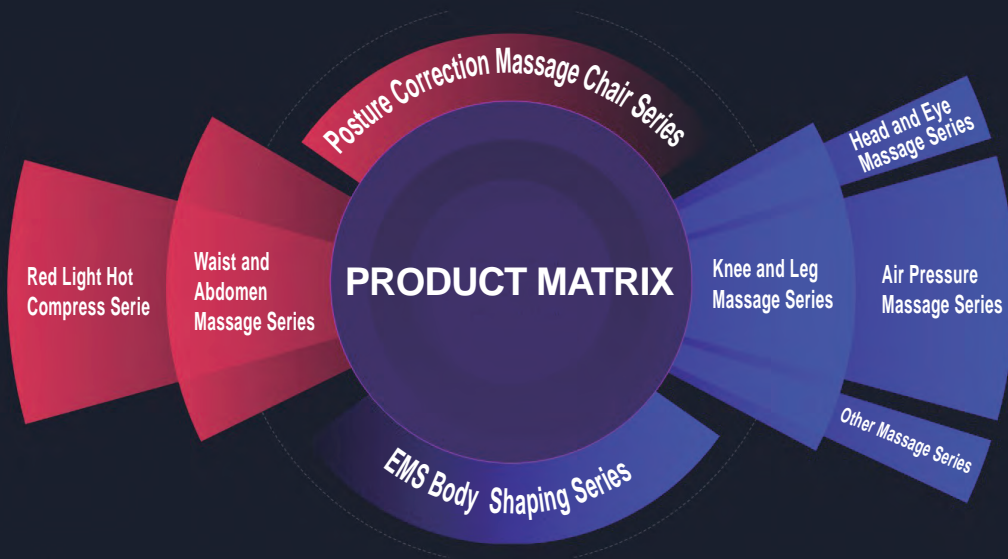 Posture Correction Massage Chair Series
Head and Eye
Massage Series
Red Light Hot
Compress Serie
Waist and
Abdomen
Massage Series
PRODUCT MATRIX
Knee and Leg
Massage Series
Air Pressure
Massage Series
Other Massage Series
EMS Body Shaping Series